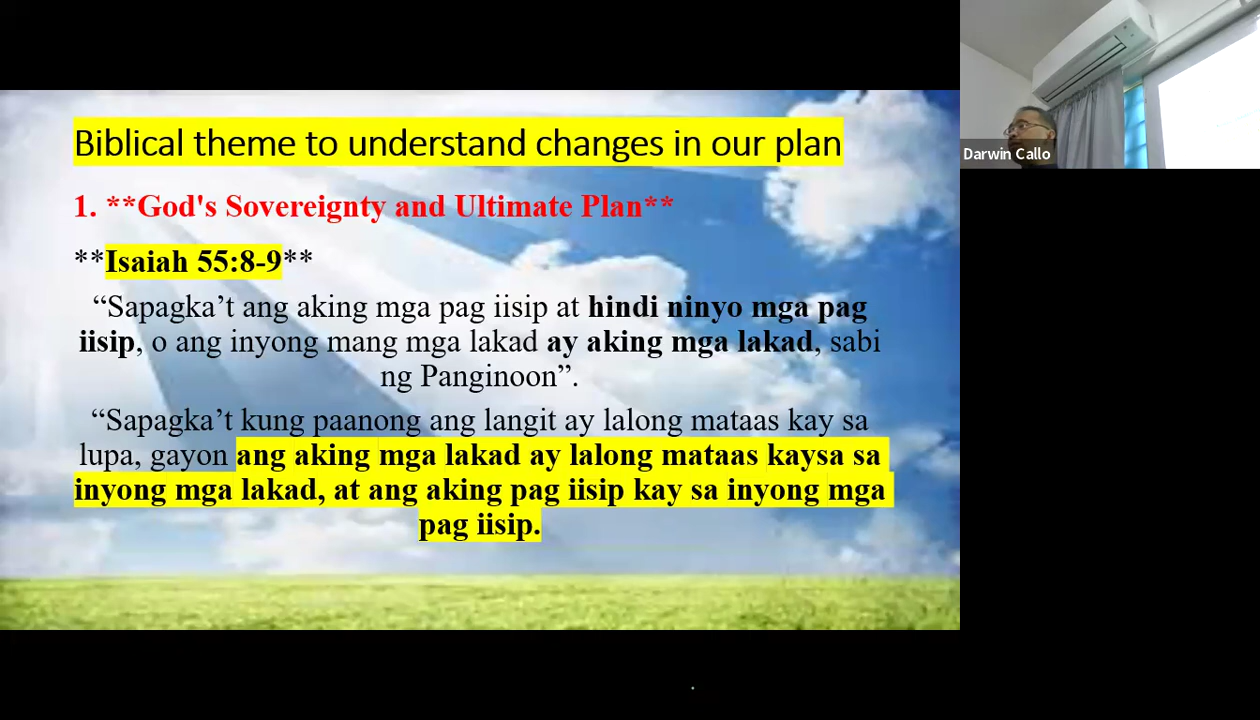 Biblical theme to understand changes in our plan
1. **God's Sovereignty and Ultimate Plan**
**Isaiah 55:8-9**
“Sapagka’t ang aking mga pag iisip at hindi ninyo mga pag
iisip, o ang inyong mang mga lakad ay aking mga lakad, sabi
ng Panginoon”.
“Sapagka’t kung paanong ang langit ay lalong mataas kay sa
lupa, gayon ang aking mga lakad ay lalong mataas kaysa sa
inyong mga lakad, at ang aking pag iisip kay sa inyong mga
pag iisip.
Darwin Callo